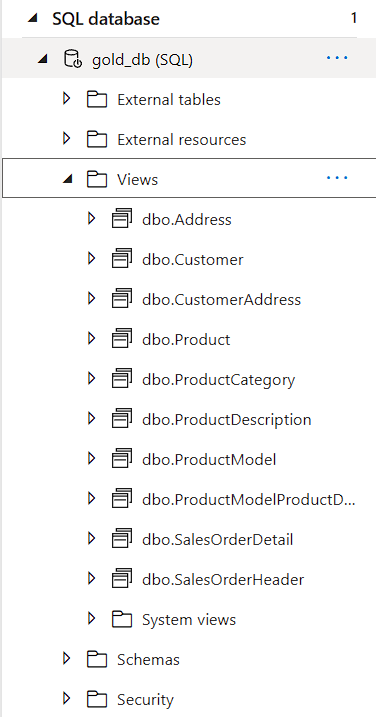 SQL database 1
gold_db (SQL) ...
External tables
External resources
Views ...
dbo.Address
dbo.Customer
dbo.CustomerAddress
dbo.Product
dbo.ProductCategory
dbo.ProductDescription
dbo.ProductModel
dbo.ProductModelProductD...
dbo.SalesOrderDetail
dbo.SalesOrderHeader
System views
Schemas
Security